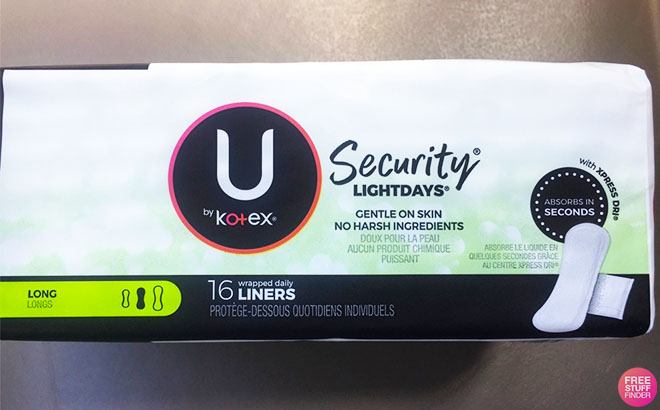 U
by Kotex®
Security®
LIGHTDAYS®
GENTLE ON SKIN
NO HARSH INGREDIENTS
DOUX POUR LA PEAU
AUCUN PRODUIT CHIMIQUE
PUISSANT
with XPRESS DRI®
ABSORBS IN
SECONDS
ABSORBE LE LIQUIDE EN
QUELQUES SECONDES GRÂCE
AU CENTRE XPRESS DRI®
LONG
LONGS
16 wrapped daily
LINERS
PROTÈGE-DESSOUS QUOTIDIENS INDIVIDUELS
FREE
STUFF
FINDER